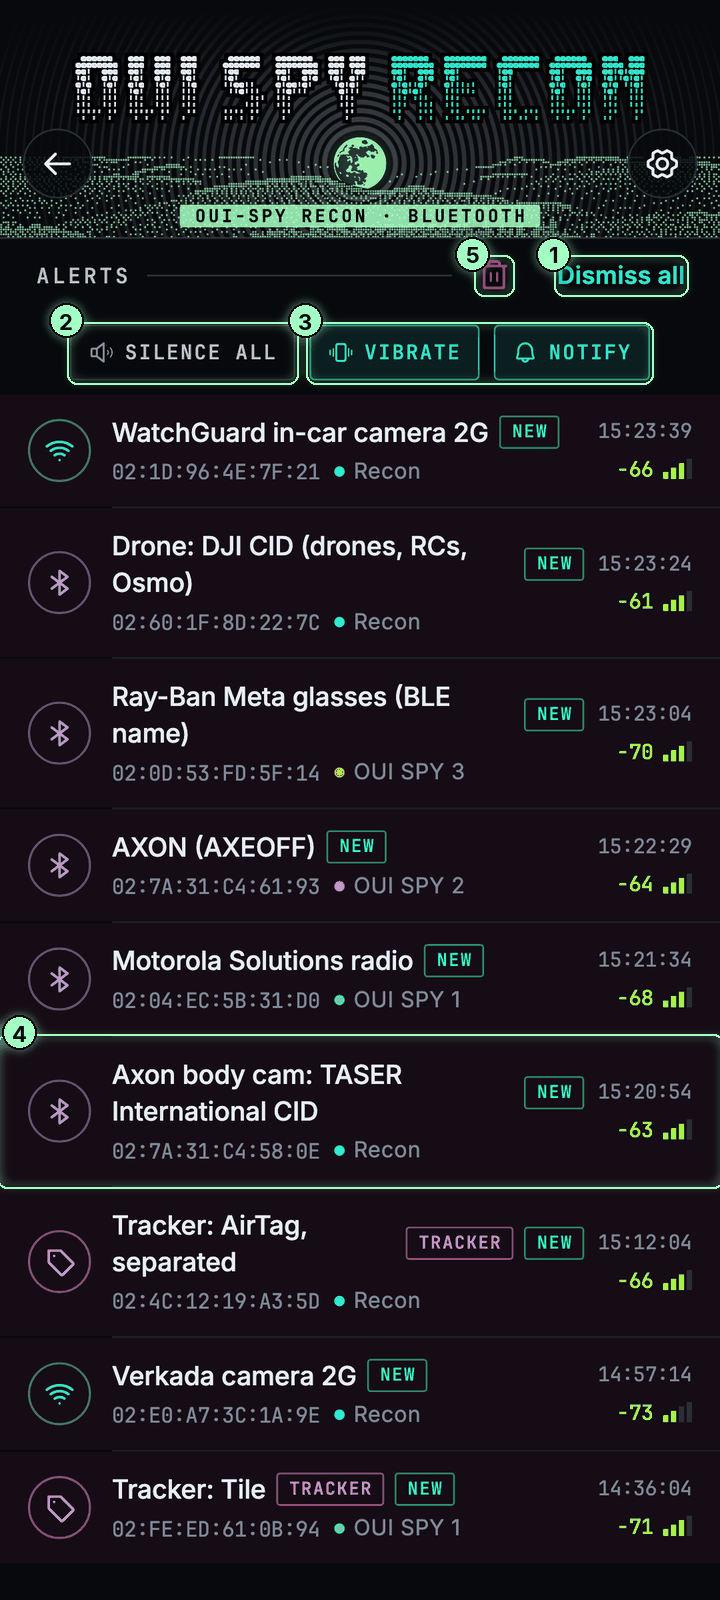 OUI SPY RECON
OUI-SPY RECON · BLUETOOTH
ALERTS
5
1
Dismiss all
2
SILENCE ALL
3
VIBRATE
NOTIFY
WatchGuard in-car camera 2G NEW 15:23:39
02:1D:96:4E:7F:21 Recon -66
Drone: DJI CID (drones, RCs,
Osmo)
NEW 15:23:24
02:60:1F:8D:22:7C Recon -61
Ray-Ban Meta glasses (BLE
name)
NEW 15:23:04
02:0D:53:FD:5F:14 OUI SPY 3 -70
AXON (AXEOFF) NEW 15:22:29
02:7A:31:C4:61:93 OUI SPY 2 -64
Motorola Solutions radio NEW 15:21:34
02:04:EC:5B:31:D0 OUI SPY 1 -68
4
Axon body cam: TASER
International CID
NEW 15:20:54
02:7A:31:C4:58:0E Recon -63
Tracker: AirTag,
separated
TRACKER NEW 15:12:04
02:4C:12:19:A3:5D Recon -66
Verkada camera 2G NEW 14:57:14
02:E0:A7:3C:1A:9E Recon -73
Tracker: Tile TRACKER NEW 14:36:04
02:FE:ED:61:0B:94 OUI SPY 1 -71